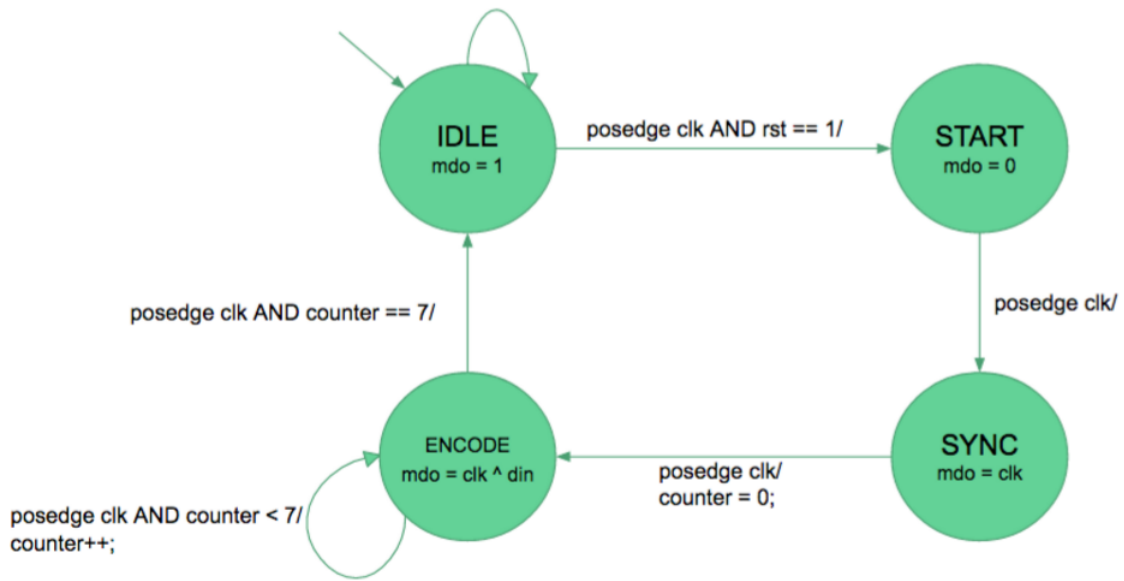 IDLE
mdo = 1
posedge clk AND rst == 1/
START
mdo = 0
posedge clk AND counter == 7/
posedge clk/
ENCODE
mdo = clk ^ din
posedge clk/
counter = 0;
SYNC
mdo = clk
posedge clk AND counter < 7/
counter++;